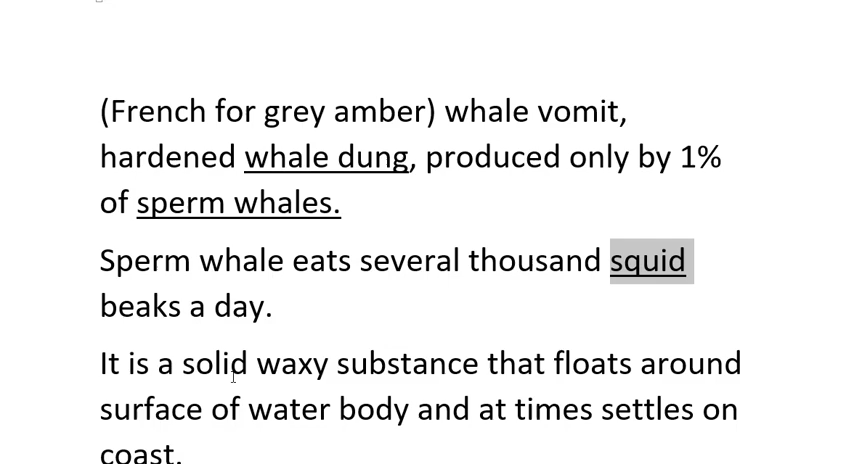 (French for grey amber) whale vomit,
hardened whale dung, produced only by 1%
of sperm whales.
Sperm whale eats several thousand squid
beaks a day.
It is a solid waxy substance that floats around
surface of water body and at times settles on
coast.